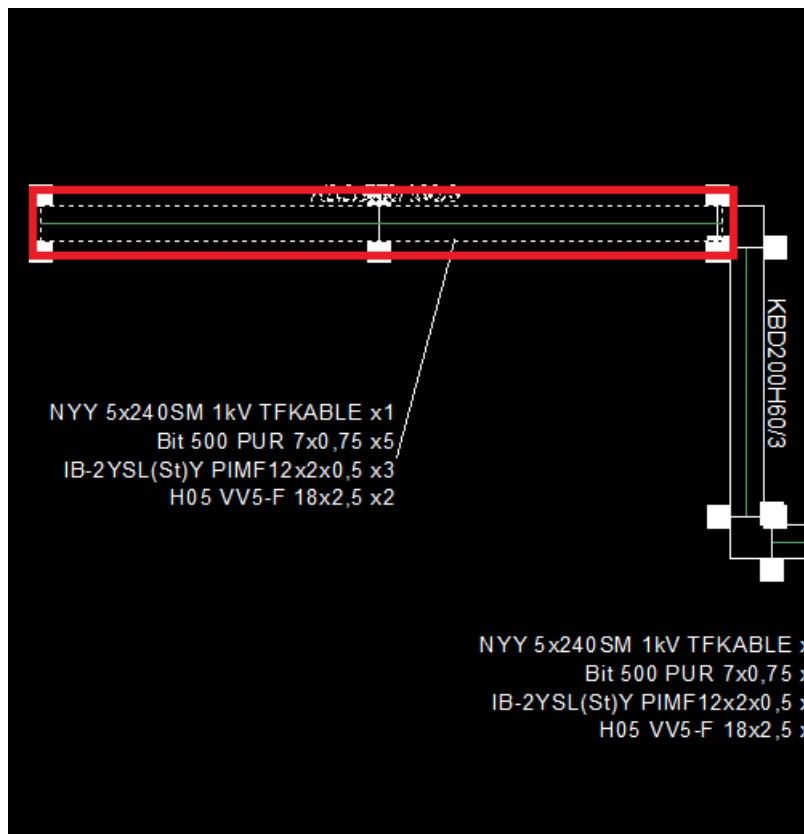 NYY 5x240SM 1kV TFKABLE x1
Bit 500 PUR 7x0,75 x5
IB-2YSL(St)Y PIMF12x2x0,5 x3
H05 VV5-F 18x2,5 x2
KBD200H60/3
NYY 5x240SM 1kV TFKABLE
Bit 500 PUR 7x0,75
IB-2YSL(St)Y PIMF12x2x0,5
H05 VV5-F 18x2,5